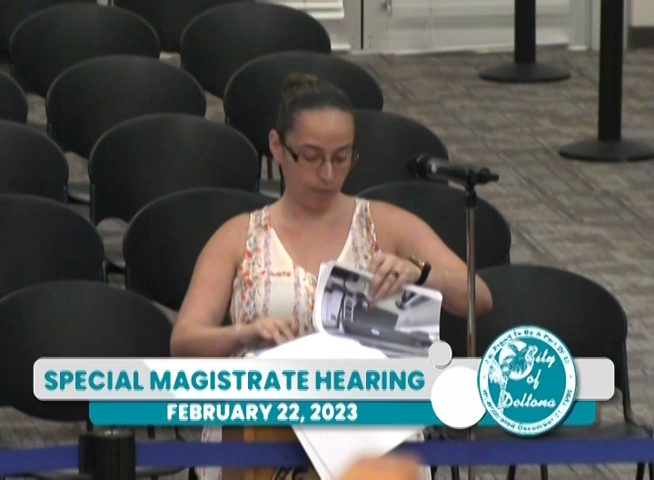 SPECIAL MAGISTRATE HEARING
FEBRUARY 22, 2023
City
of
Deltona